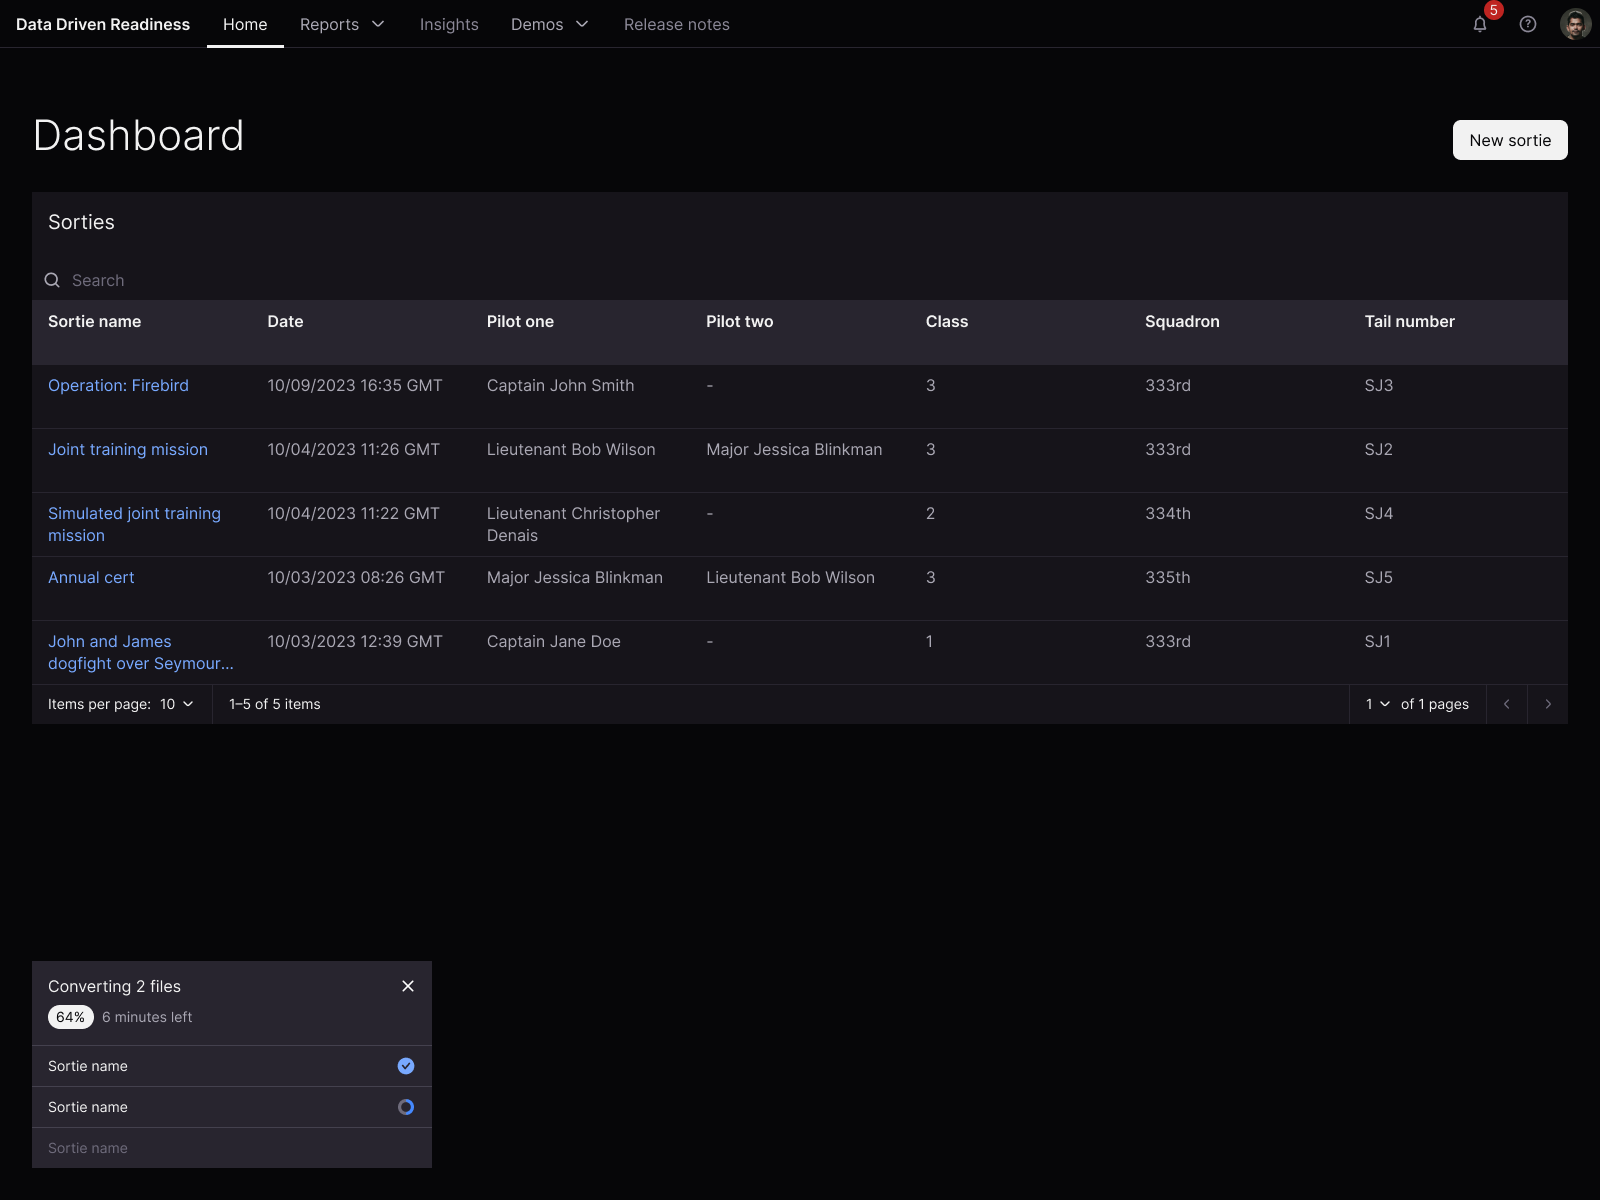 Data Driven Readiness Home Reports Insights Demos Release notes 5
Dashboard
New sortie
Sorties
Search
Sortie name Date Pilot one Pilot two Class Squadron Tail number
Operation: Firebird 10/09/2023 16:35 GMT Captain John Smith - 3 333rd SJ3
Joint training mission 10/04/2023 11:26 GMT Lieutenant Bob Wilson Major Jessica Blinkman 3 333rd SJ2
Simulated joint training 10/04/2023 11:22 GMT Lieutenant Christopher - 2 334th SJ4
mission Denais
Annual cert 10/03/2023 08:26 GMT Major Jessica Blinkman Lieutenant Bob Wilson 3 335th SJ5
John and James 10/03/2023 12:39 GMT Captain Jane Doe - 1 333rd SJ1
dogfight over Seymour...
Items per page: 10 1–5 of 5 items 1 of 1 pages
Converting 2 files
64% 6 minutes left
Sortie name
Sortie name
Sortie name